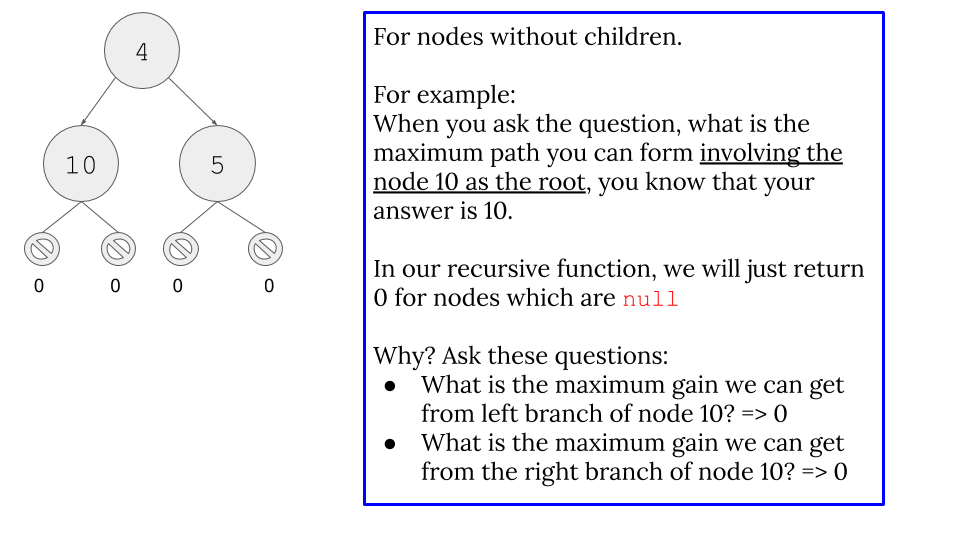 4
10
5
0
0
0
0
For nodes without children.
For example:
When you ask the question, what is the
maximum path you can form involving the
node 10 as the root, you know that your
answer is 10.
In our recursive function, we will just return
0 for nodes which are null
Why? Ask these questions:
● What is the maximum gain we can get
from left branch of node 10? => 0
● What is the maximum gain we can get
from the right branch of node 10? => 0